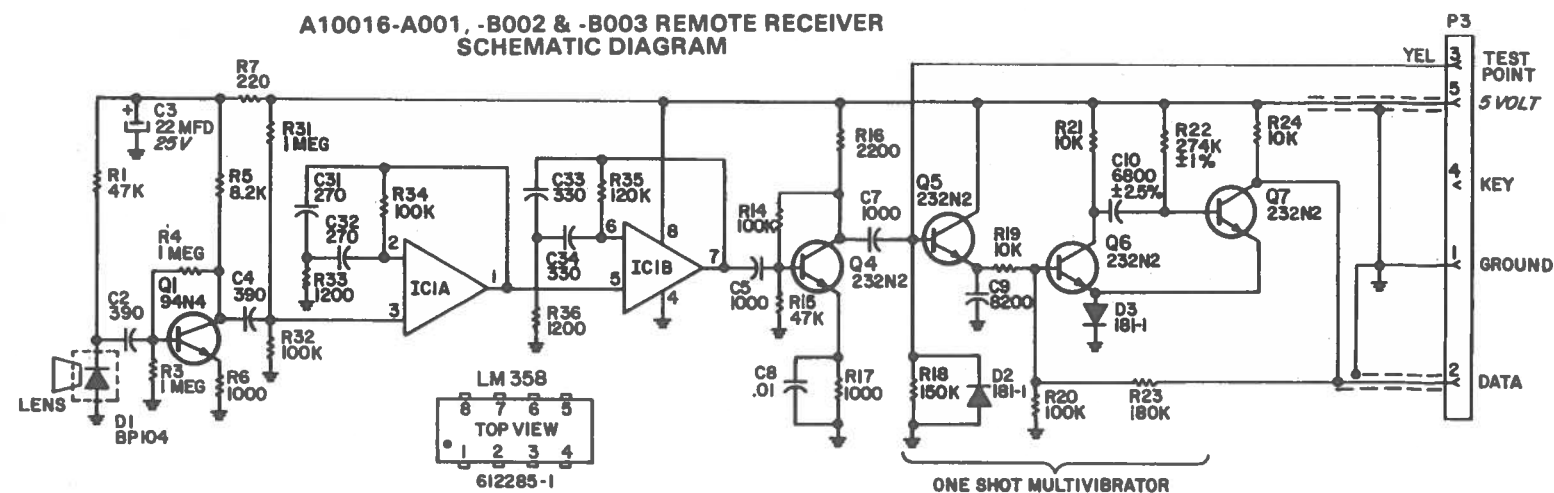 A10016-A001, -B002 & -B003 REMOTE RECEIVER
SCHEMATIC DIAGRAM
P3
3
YEL
TEST
POINT
5
5 VOLT
4
KEY
1
GROUND
2
DATA
R7
220
+
C3
22 MFD
25V
R31
1 MEG
R1
47K
R5
8.2K
R4
1 MEG
Q1
94N4
C2
390
C4
390
R3
1 MEG
R6
1000
R32
100K
LENS
D1
BP104
C31
270
R34
100K
C32
270
R33
1200
2
3
1
IC1A
C33
330
R35
120K
C34
330
R36
1200
6
5
8
7
4
IC1B
C5
1000
R14
100K
R16
2200
R15
47K
Q4
232N2
C7
1000
C8
.01
R17
1000
Q5
232N2
R19
10K
C9
8200
R18
150K
D2
181-1
R21
10K
C10
6800
±2.5%
R22
274K
±1%
R24
10K
Q6
232N2
Q7
232N2
D3
181-1
R20
100K
R23
180K
LM 358
8 7 6 5
TOP VIEW
1 2 3 4
612285-1
ONE SHOT MULTIVIBRATOR